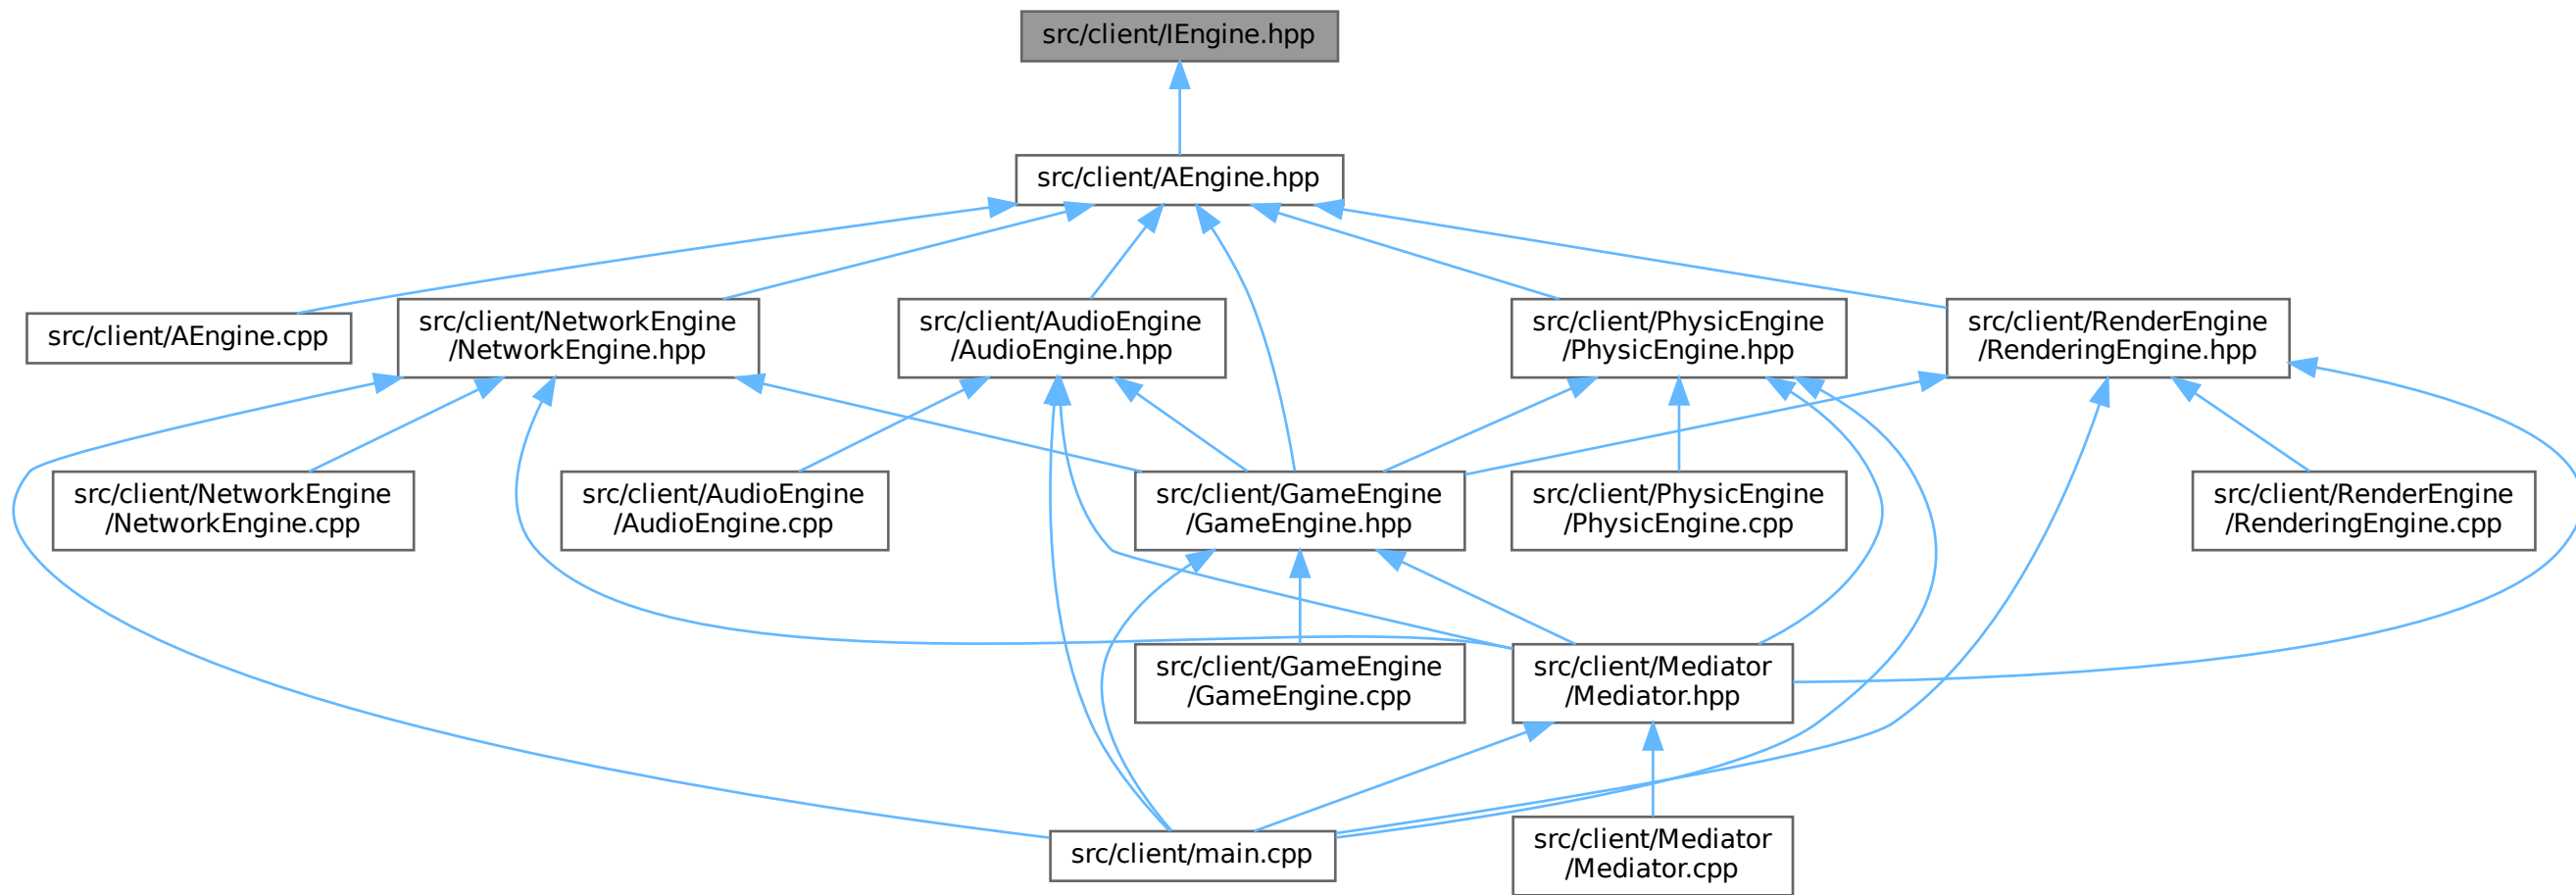 src/client/IEngine.hpp
src/client/AEngine.hpp
src/client/AEngine.cpp
src/client/NetworkEngine
/NetworkEngine.hpp
src/client/AudioEngine
/AudioEngine.hpp
src/client/PhysicEngine
/PhysicEngine.hpp
src/client/RenderEngine
/RenderingEngine.hpp
src/client/NetworkEngine
/NetworkEngine.cpp
src/client/AudioEngine
/AudioEngine.cpp
src/client/GameEngine
/GameEngine.hpp
src/client/PhysicEngine
/PhysicEngine.cpp
src/client/RenderEngine
/RenderingEngine.cpp
src/client/GameEngine
/GameEngine.cpp
src/client/Mediator
/Mediator.hpp
src/client/main.cpp
src/client/Mediator
/Mediator.cpp